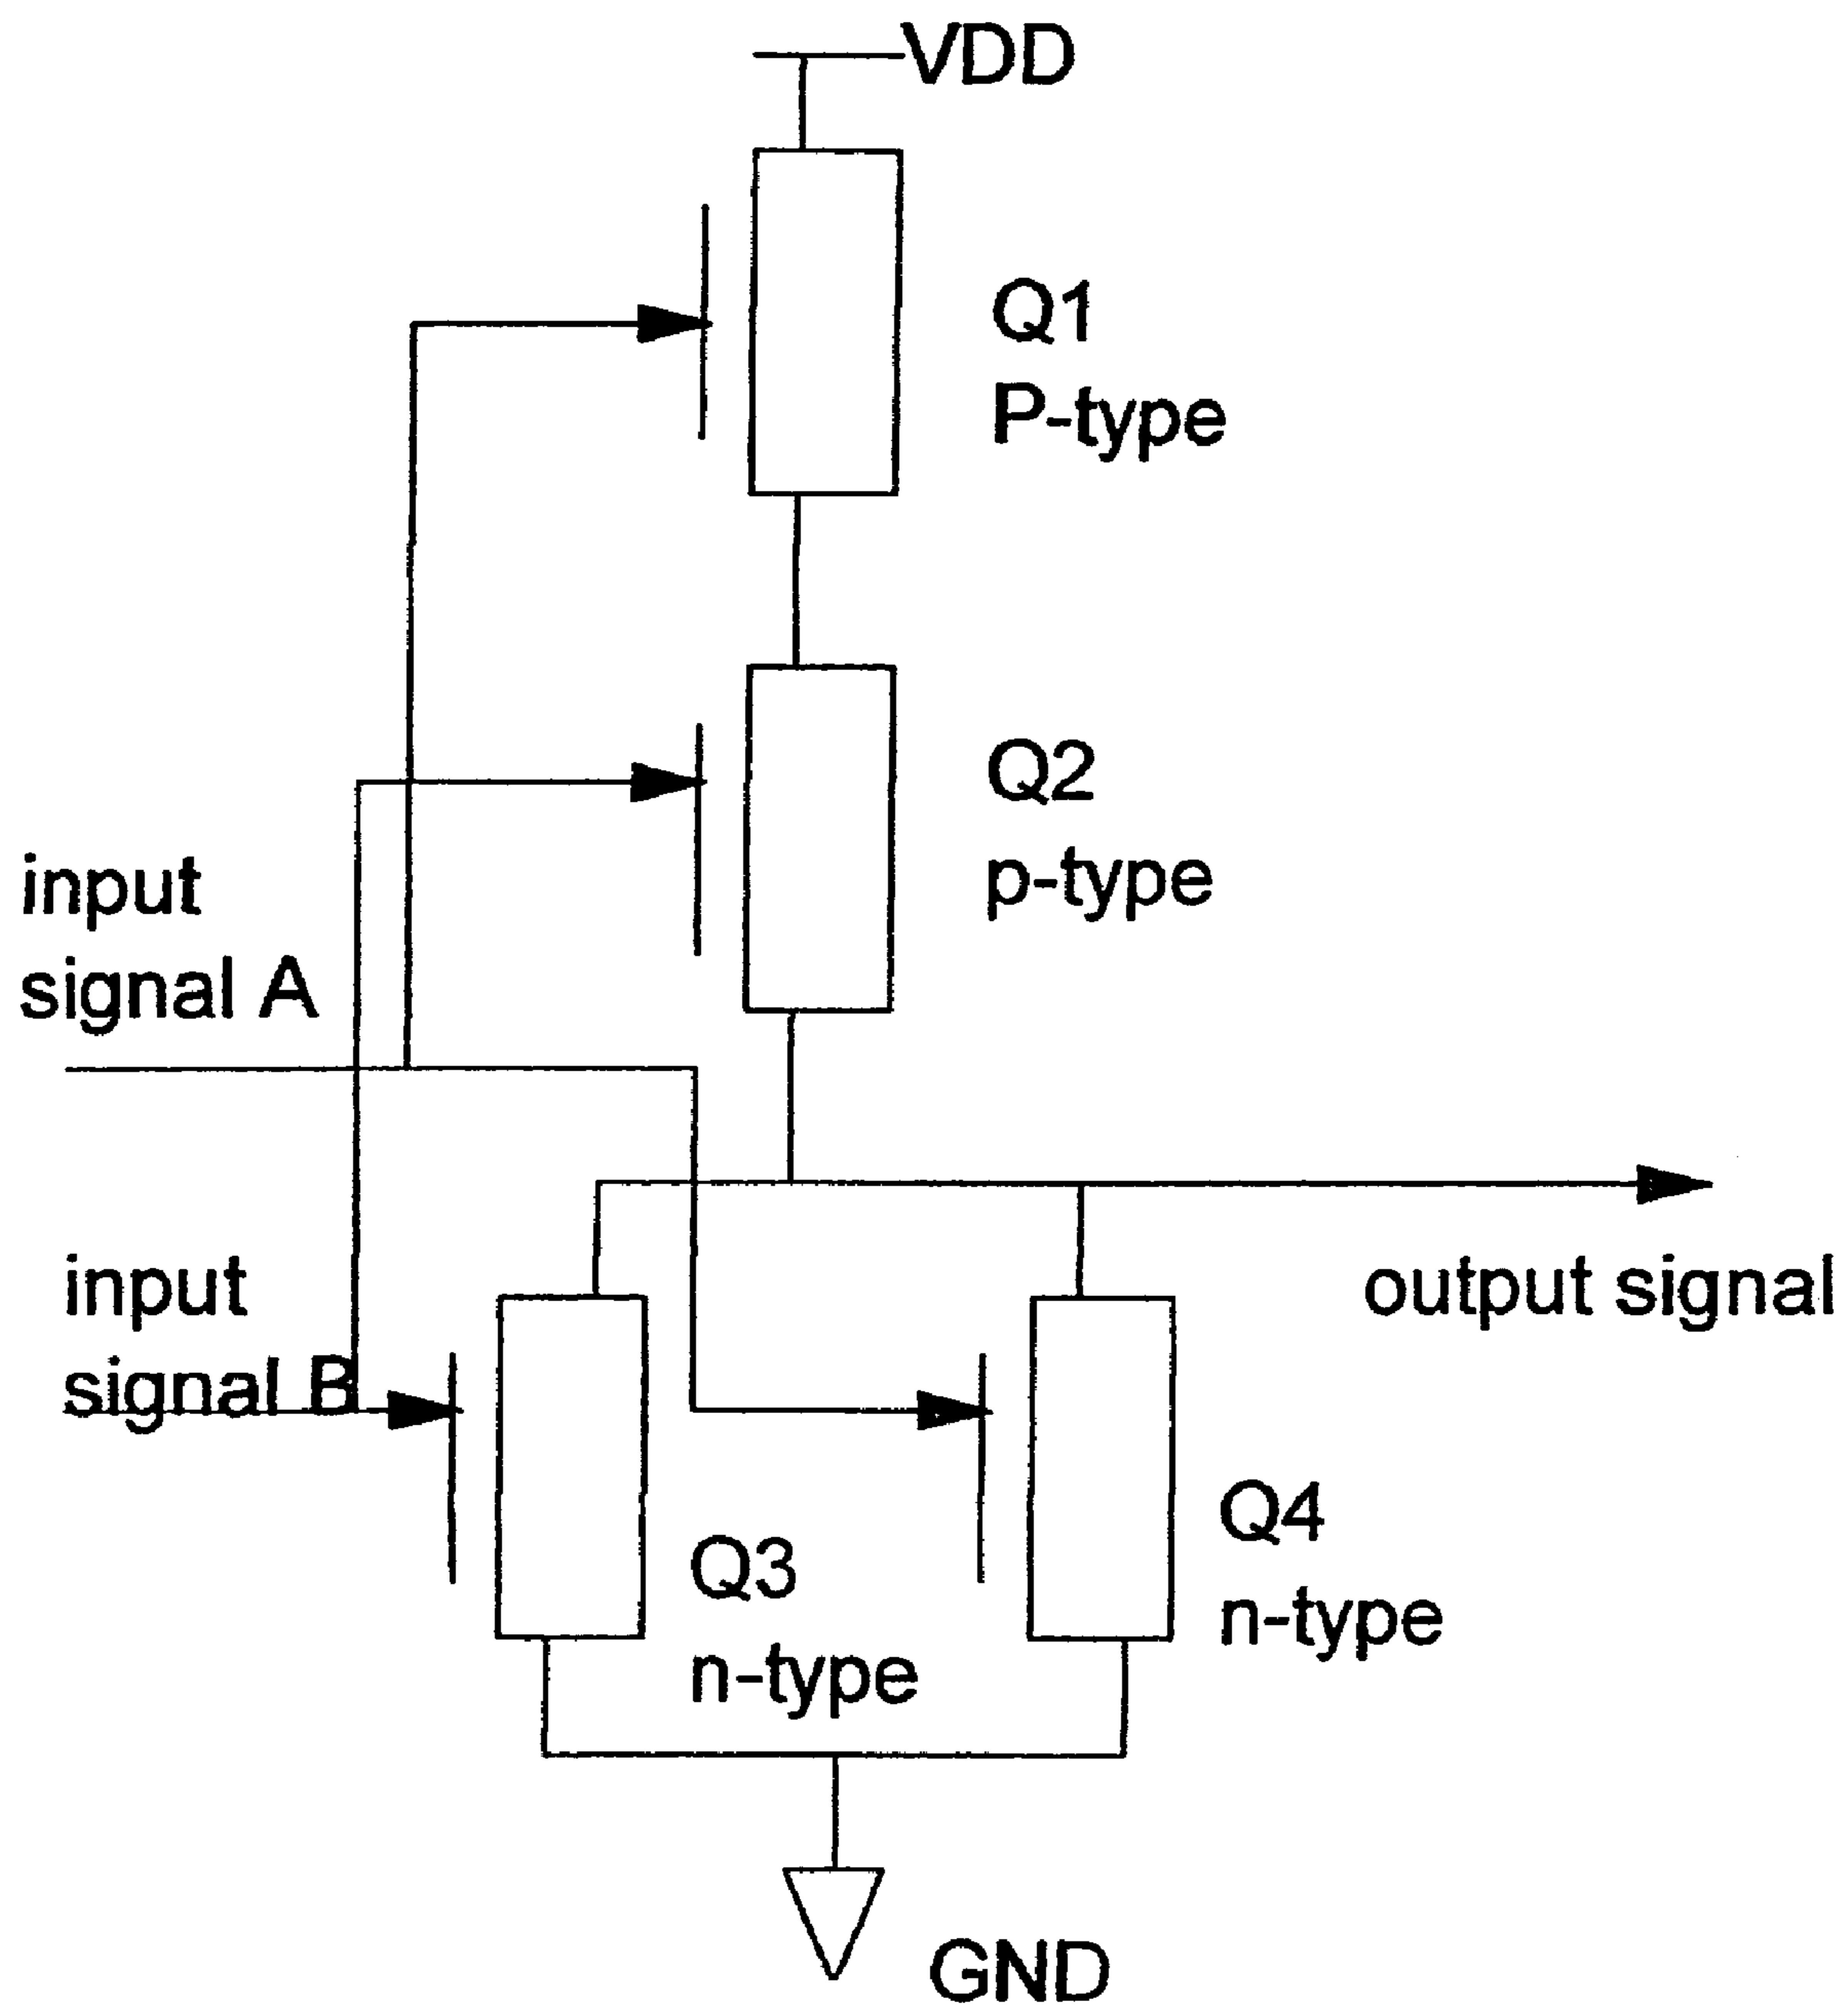 VDD
Q1
P-type
Q2
p-type
input
signal A
input
signal B
output signal
Q3
n-type
Q4
n-type
GND